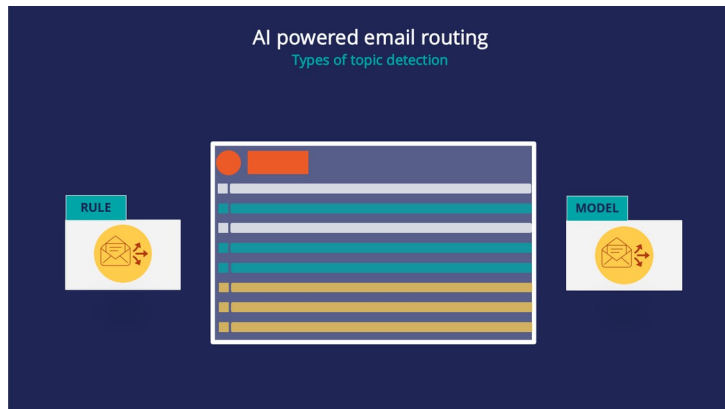 AI powered email routing
Types of topic detection
RULE
MODEL